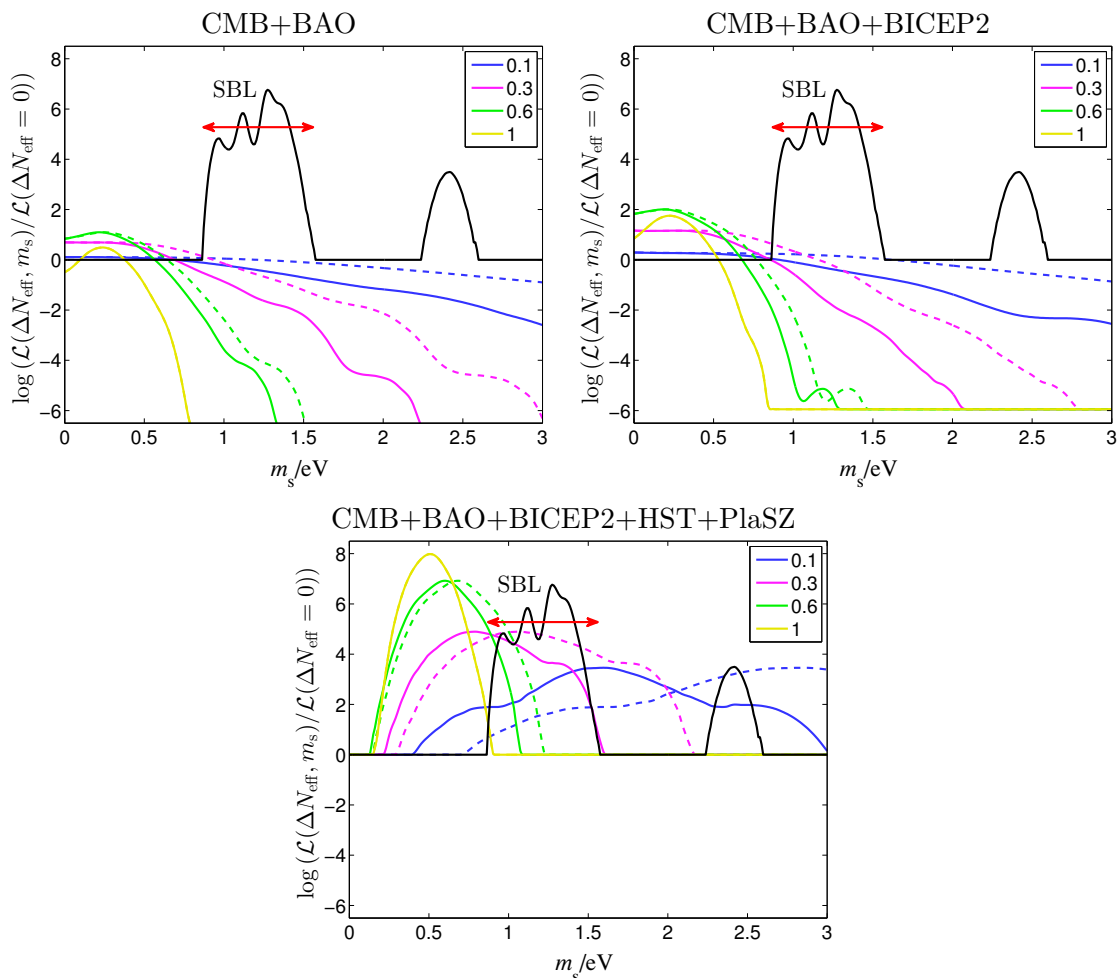 CMB+BAO
log (ℒ(ΔN_eff, m_s)/ℒ(ΔN_eff = 0))
8
6
4
2
0
−2
−4
−6
SBL
0.1
0.3
0.6
1
0 0.5 1 1.5 2 2.5 3
m_s/eV
CMB+BAO+BICEP2
log (ℒ(ΔN_eff, m_s)/ℒ(ΔN_eff = 0))
8
6
4
2
0
−2
−4
−6
SBL
0.1
0.3
0.6
1
0 0.5 1 1.5 2 2.5 3
m_s/eV
CMB+BAO+BICEP2+HST+PlaSZ
log (ℒ(ΔN_eff, m_s)/ℒ(ΔN_eff = 0))
8
6
4
2
0
−2
−4
−6
SBL
0.1
0.3
0.6
1
0 0.5 1 1.5 2 2.5 3
m_s/eV